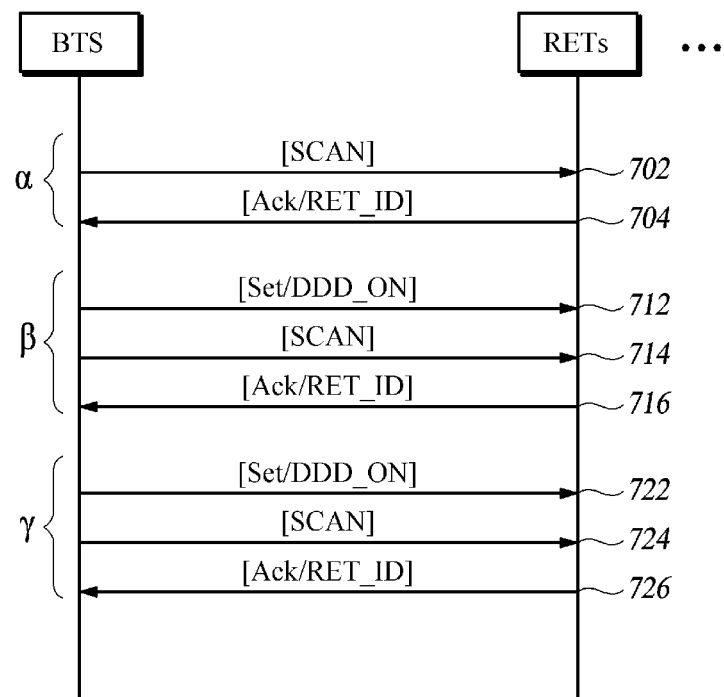 BTS
RETs
...
α
[SCAN]
702
[Ack/RET_ID]
704
β
[Set/DDD_ON]
712
[SCAN]
714
[Ack/RET_ID]
716
γ
[Set/DDD_ON]
722
[SCAN]
724
[Ack/RET_ID]
726